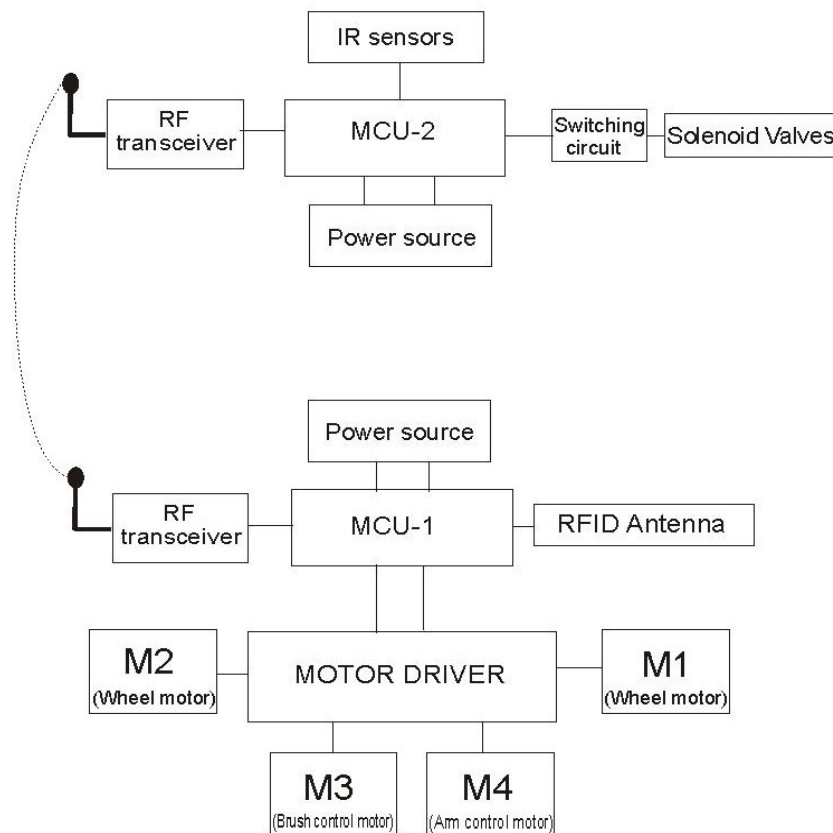 IR sensors
RF
transceiver
MCU-2
Switching
circuit
Solenoid Valves
Power source
Power source
RF
transceiver
MCU-1
RFID Antenna
M2
(Wheel motor)
MOTOR DRIVER
M1
(Wheel motor)
M3
(Brush control motor)
M4
(Arm control motor)